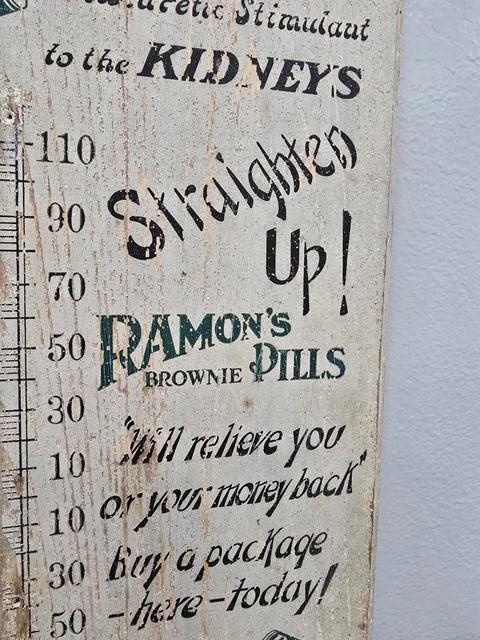 Stimulant
to the KIDNEYS
110
Straighten
90
Up!
70
RAMON'S
50
BROWNIE PILLS
30
"Will relieve you
10
or your money back"
10
Buy a package
30
-here-today!
50